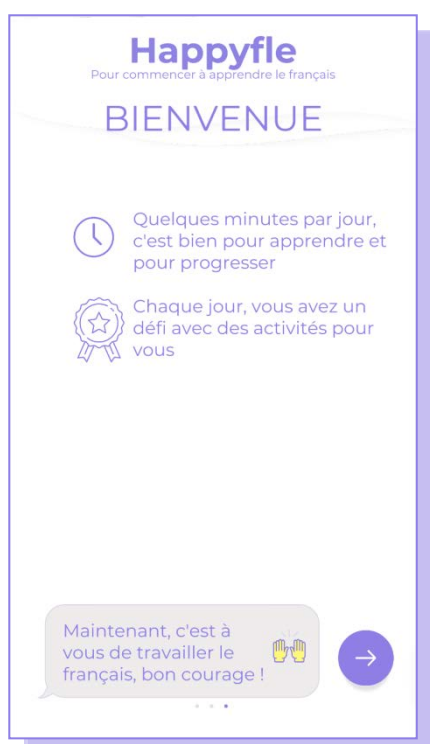 Happyfle
Pour commencer à apprendre le français
BIENVENUE
Quelques minutes par jour,
c'est bien pour apprendre et
pour progresser
Chaque jour, vous avez un
défi avec des activités pour
vous
Maintenant, c'est à
vous de travailler le
français, bon courage !